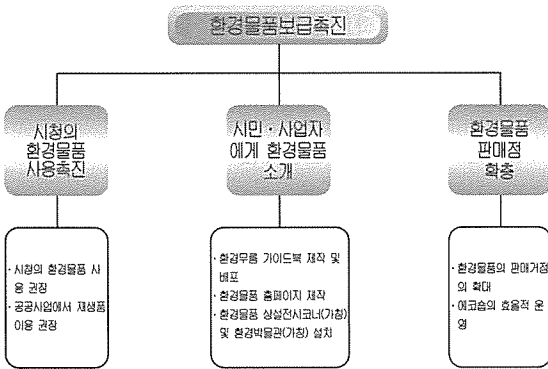 환경물품보급촉진
시청의
환경물품
사용촉진
시민·사업자
에게 환경물품
소개
환경물품
판매점
확충
· 시청의 환경물품 사
용 권장
· 공공사업에서 재생품
이용 권장
· 환경무룸 가이드북 제작 및
배포
· 환경물품 홈페이지 제작
· 환경물품 상설전시코너(가칭)
및 환경박물관(가칭) 설치
· 환경물품의 판매거점
의 확대
· 에코숍의 효율적 운
영